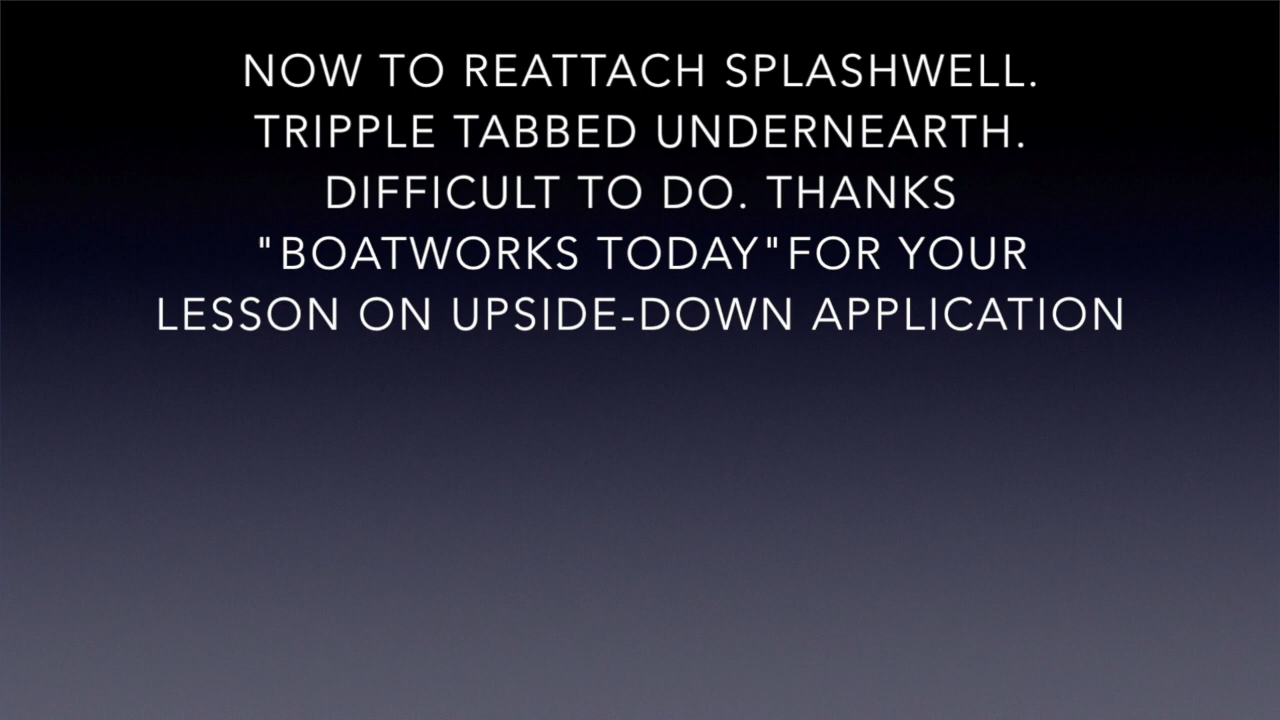 NOW TO REATTACH SPLASHWELL.
TRIPPLE TABBED UNDERNEARTH.
DIFFICULT TO DO. THANKS
"BOATWORKS TODAY"FOR YOUR
LESSON ON UPSIDE-DOWN APPLICATION